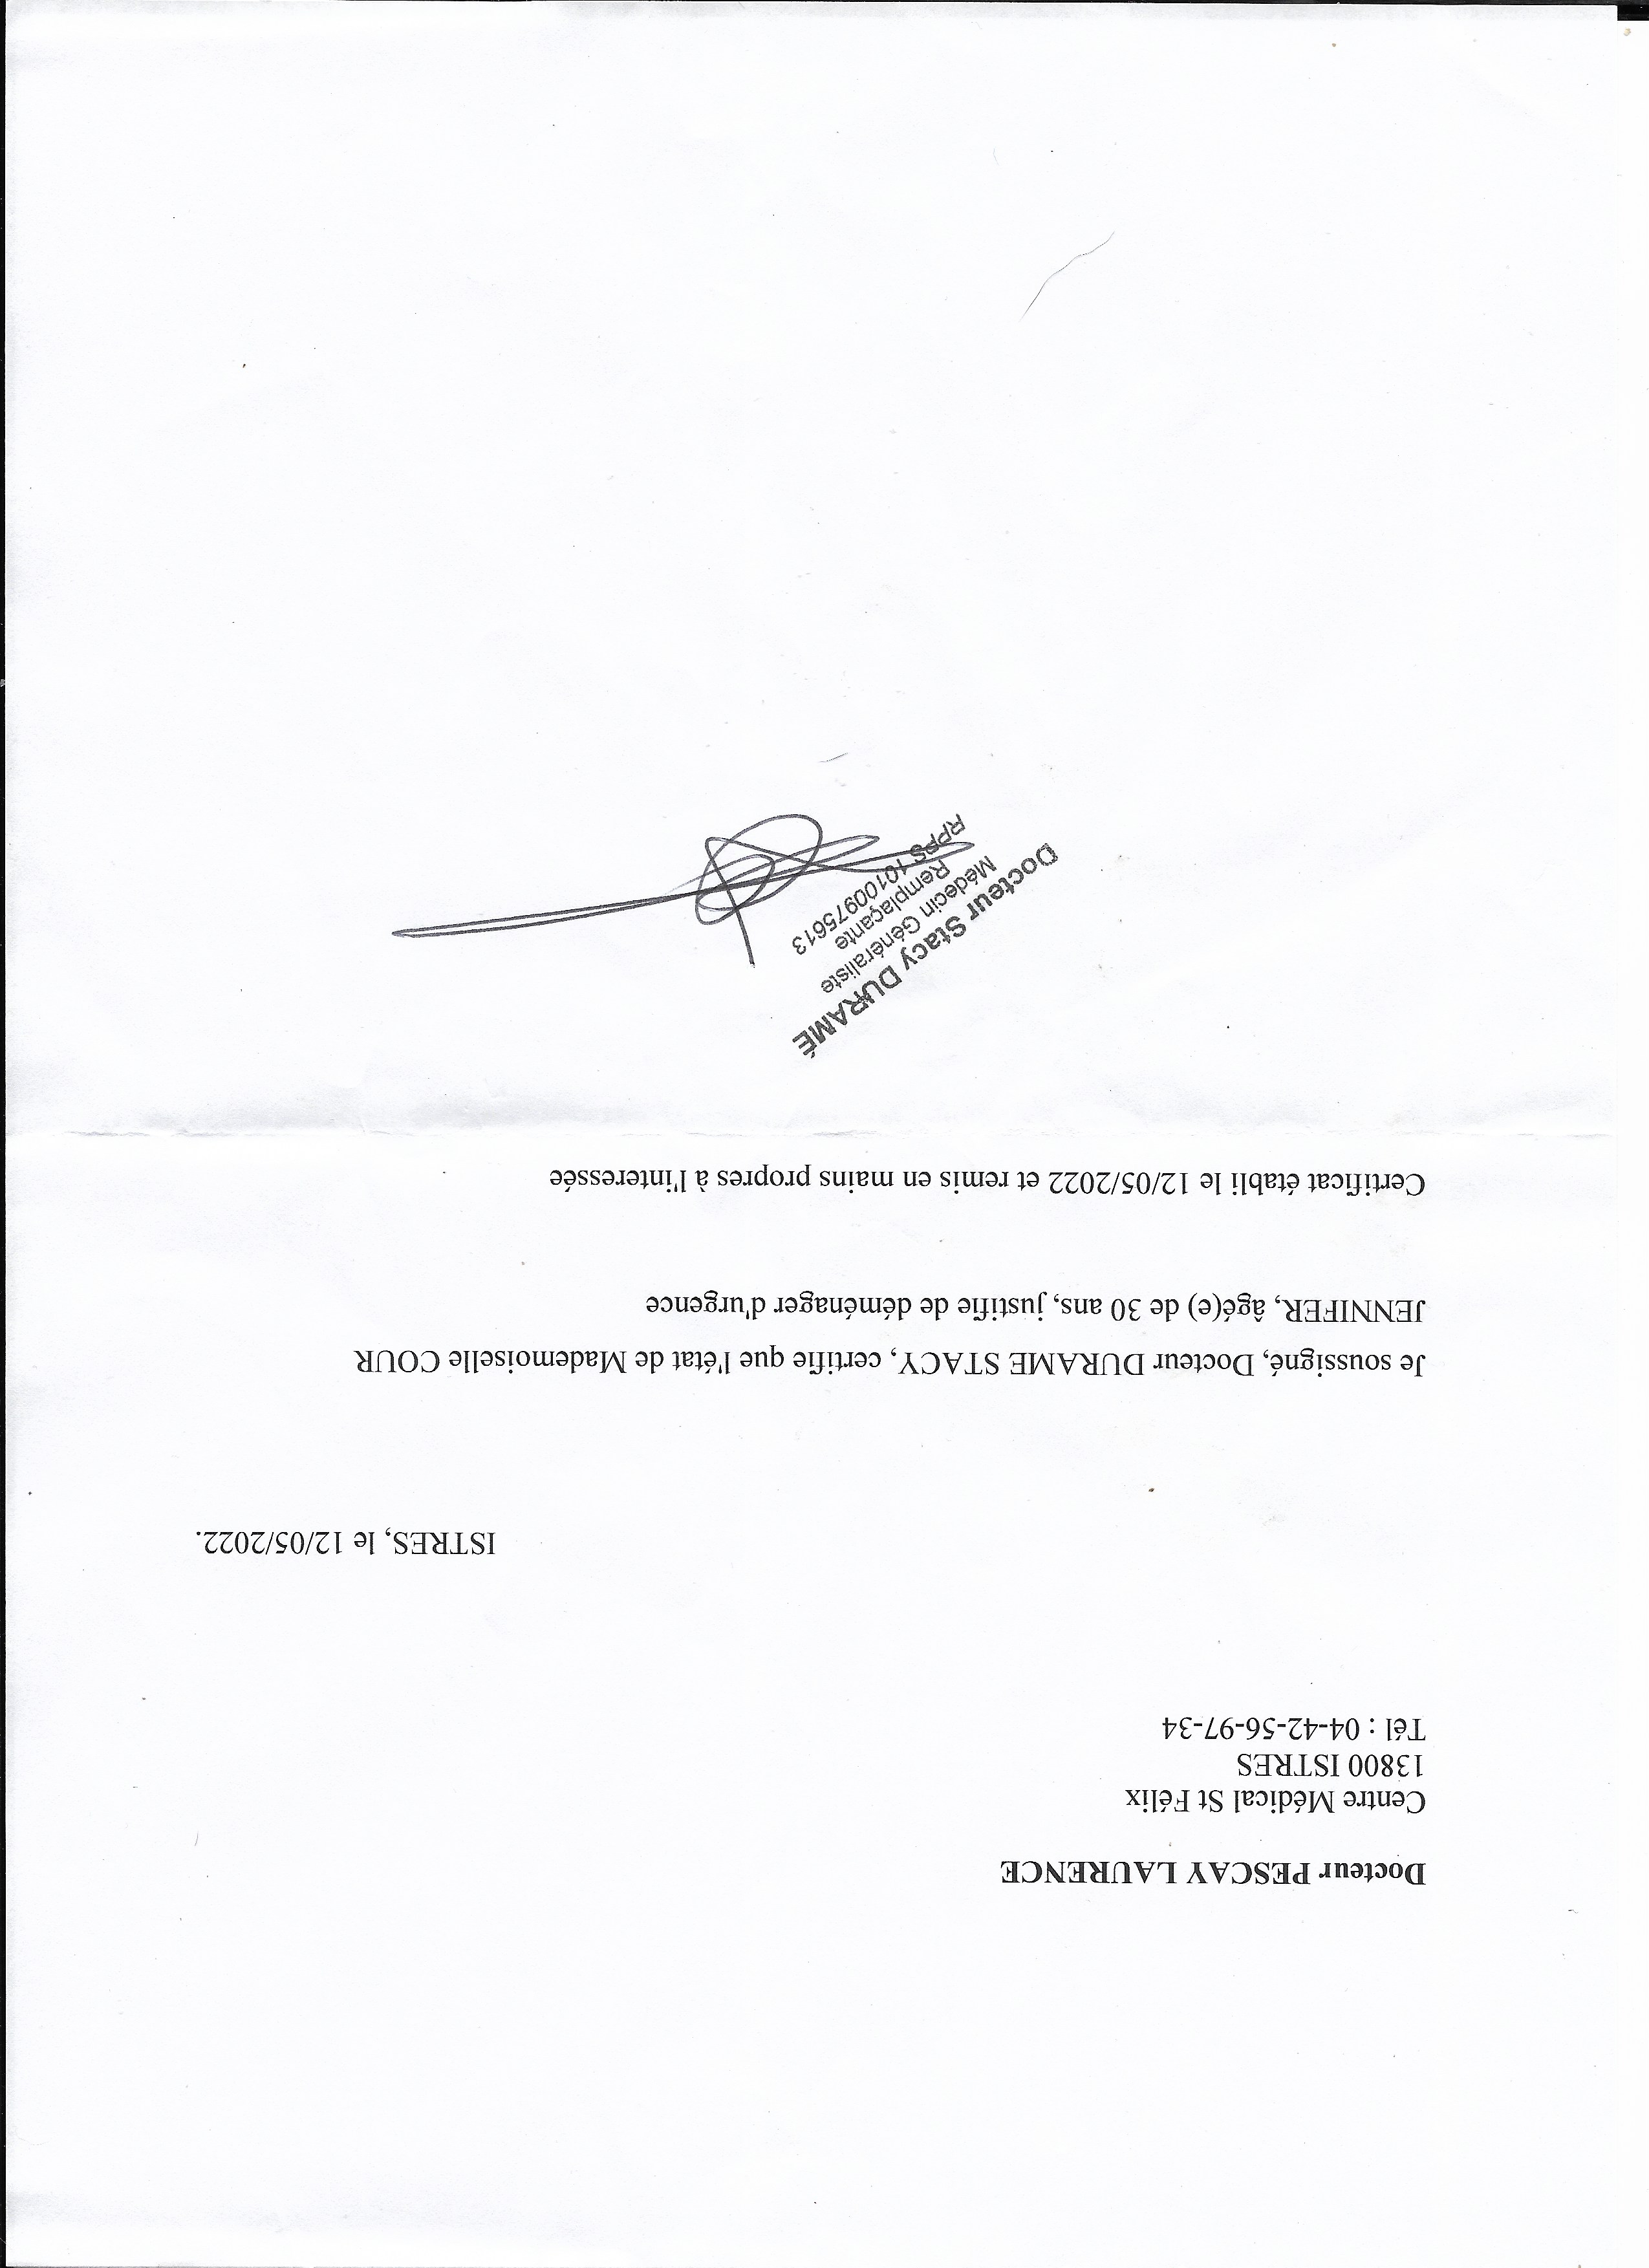 Docteur PESCAY LAURENCE
Centre Médical St Félix
13800 ISTRES
Tél : 04-42-56-97-34
ISTRES, le 12/05/2022.
Je soussigné, Docteur DURAME STACY, certifie que l'état de Mademoiselle COUR
JENNIFER, âgé(e) de 30 ans, justifie de déménager d'urgence
Certificat établi le 12/05/2022 et remis en mains propres à l'interessée
Docteur Stacy DURAMÉ
Médecin Généraliste
Remplaçante
RPPS 10100975613